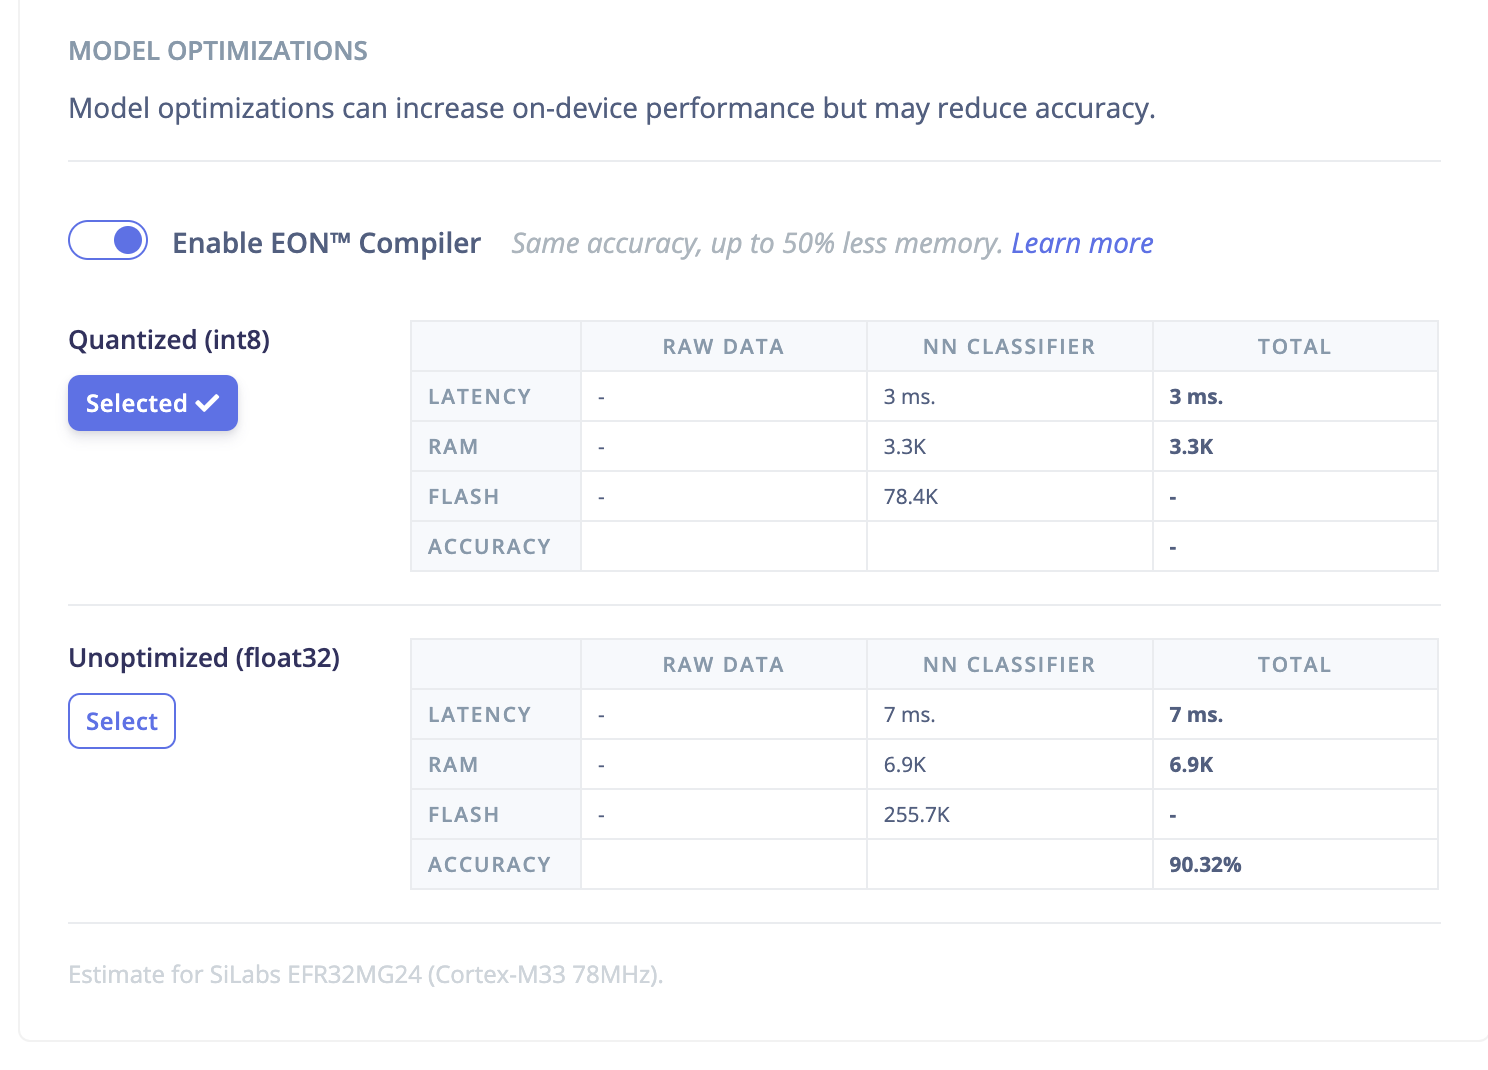 MODEL OPTIMIZATIONS
Model optimizations can increase on-device performance but may reduce accuracy.
Enable EON™ Compiler Same accuracy, up to 50% less memory. Learn more
Quantized (int8)
Selected
RAW DATA NN CLASSIFIER TOTAL
LATENCY - 3 ms. 3 ms.
RAM - 3.3K 3.3K
FLASH - 78.4K -
ACCURACY -
Unoptimized (float32)
Select
RAW DATA NN CLASSIFIER TOTAL
LATENCY - 7 ms. 7 ms.
RAM - 6.9K 6.9K
FLASH - 255.7K -
ACCURACY 90.32%
Estimate for SiLabs EFR32MG24 (Cortex-M33 78MHz).